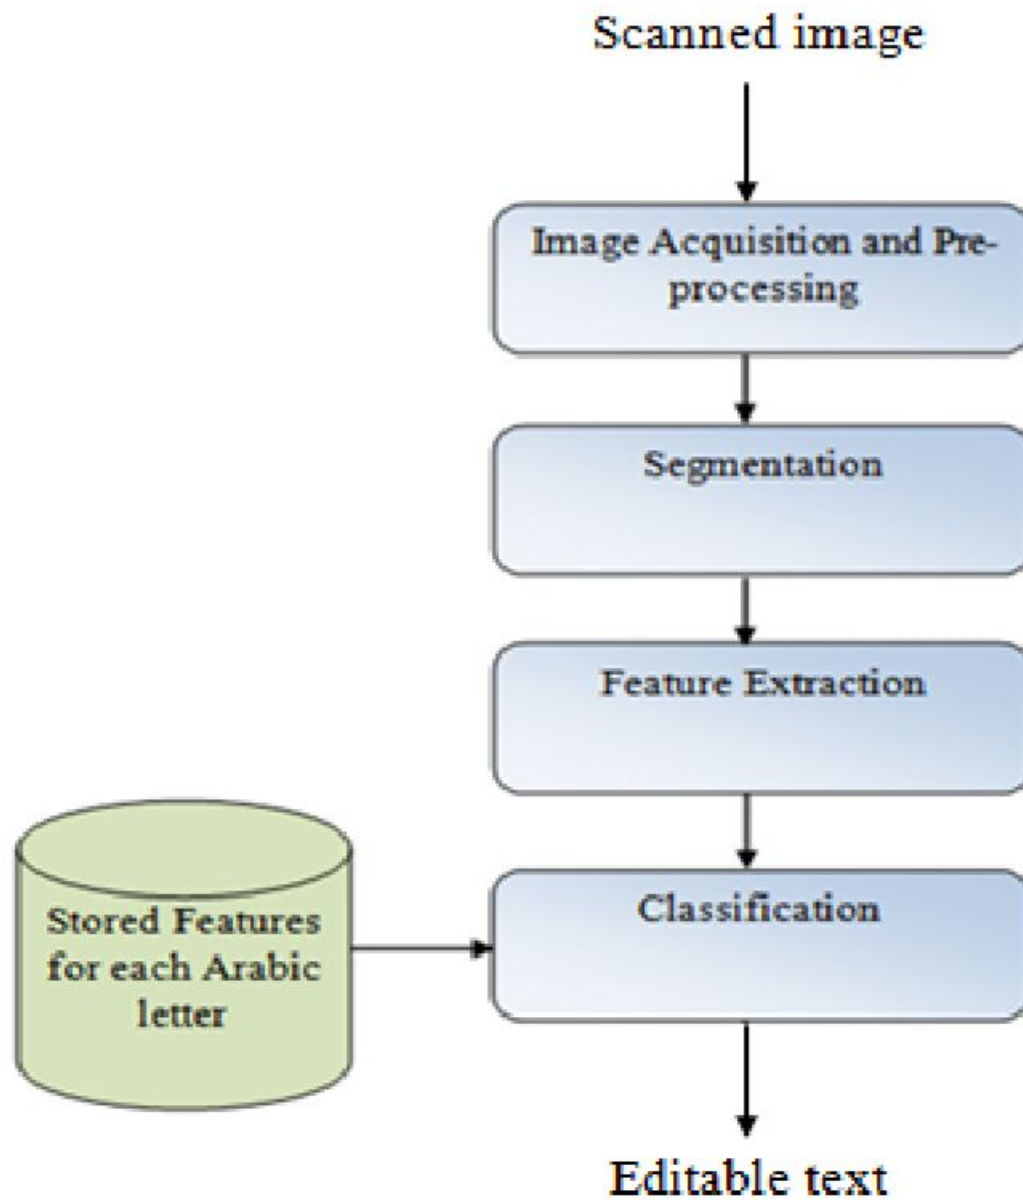 Scanned image
Image Acquisition and Pre-
processing
Segmentation
Feature Extraction
Stored Features
for each Arabic
letter
Classification
Editable text